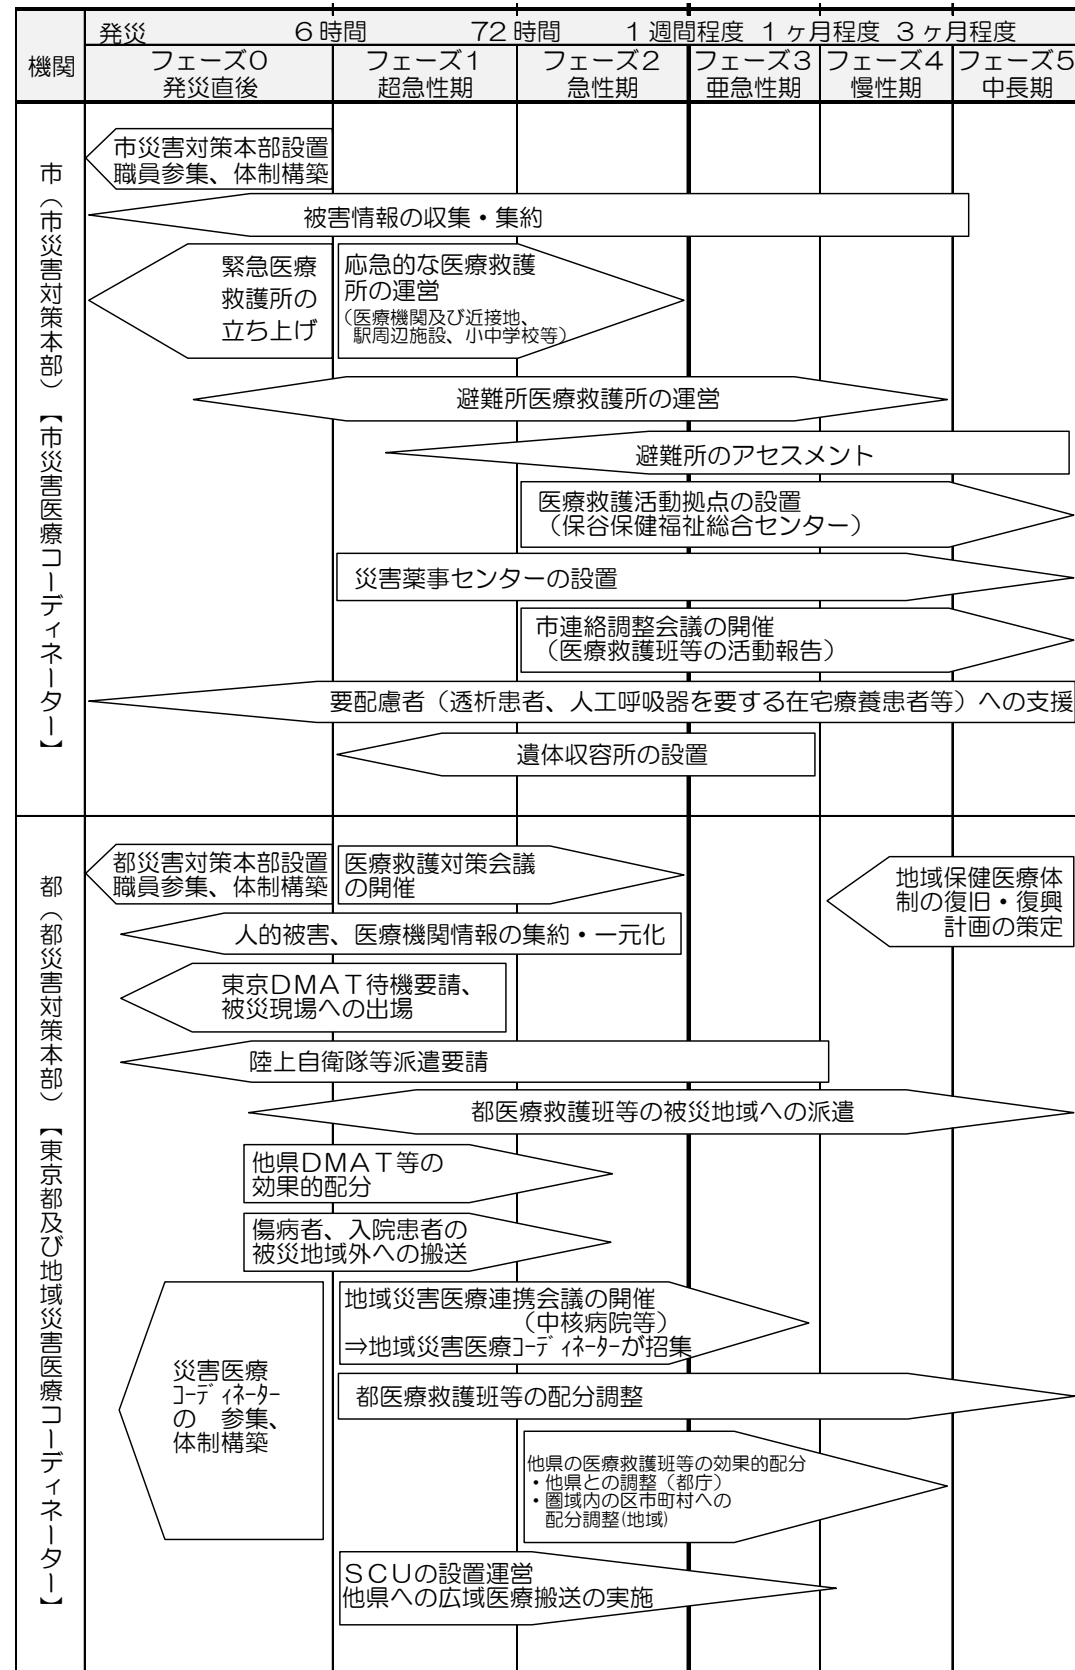 発災 6時間 72時間 1週間程度 1ヶ月程度 3ヶ月程度
機関
フェーズ0 フェーズ1 フェーズ2 フェーズ3 フェーズ4 フェーズ5
発災直後 超急性期 急性期 亜急性期 慢性期 中長期
市（市災害対策本部）【市災害医療コーディネーター】
市災害対策本部設置
職員参集、体制構築
被害情報の収集・集約
緊急医療
救護所の
立ち上げ
応急的な医療救護
所の運営
（医療機関及び近接地、
駅周辺施設、小中学校等）
避難所医療救護所の運営
避難所のアセスメント
医療救護活動拠点の設置
（保谷保健福祉総合センター）
災害薬事センターの設置
市連絡調整会議の開催
（医療救護班等の活動報告）
要配慮者（透析患者、人工呼吸器を要する在宅療養患者等）への支援
遺体収容所の設置
都（都災害対策本部）【東京都及び地域災害医療コーディネーター】
都災害対策本部設置
職員参集、体制構築
医療救護対策会議
の開催
地域保健医療体
制の復旧・復興
計画の策定
人的被害、医療機関情報の集約・一元化
東京DMAT待機要請、
被災現場への出場
陸上自衛隊等派遣要請
都医療救護班等の被災地域への派遣
他県DMAT等の
効果的配分
傷病者、入院患者の
被災地域外への搬送
災害医療
ｺｰﾃﾞｨﾈｰﾀｰ
の　参集、
体制構築
地域災害医療連携会議の開催
（中核病院等）
⇒地域災害医療ｺｰﾃﾞｨﾈｰﾀｰが招集
都医療救護班等の配分調整
他県の医療救護班等の効果的配分
・他県との調整（都庁）
・圏域内の区市町村への
配分調整(地域)
SCUの設置運営
他県への広域医療搬送の実施